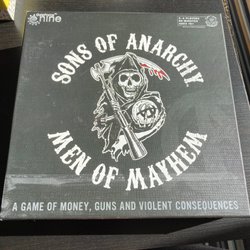 SONS OF ANARCHY
MEN OF MAYHEM
A GAME OF MONEY, GUNS AND VIOLENT CONSEQUENCES